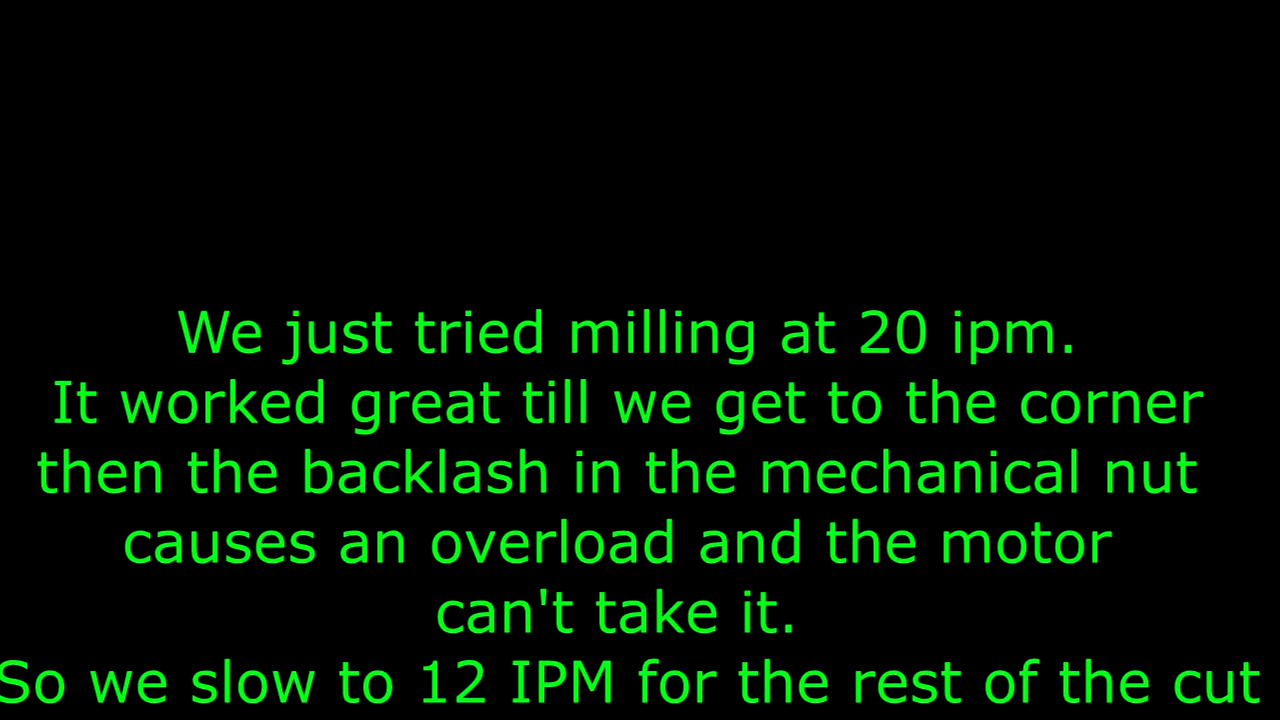 We just tried milling at 20 ipm.
It worked great till we get to the corner
then the backlash in the mechanical nut
causes an overload and the motor
can't take it.
So we slow to 12 IPM for the rest of the cut